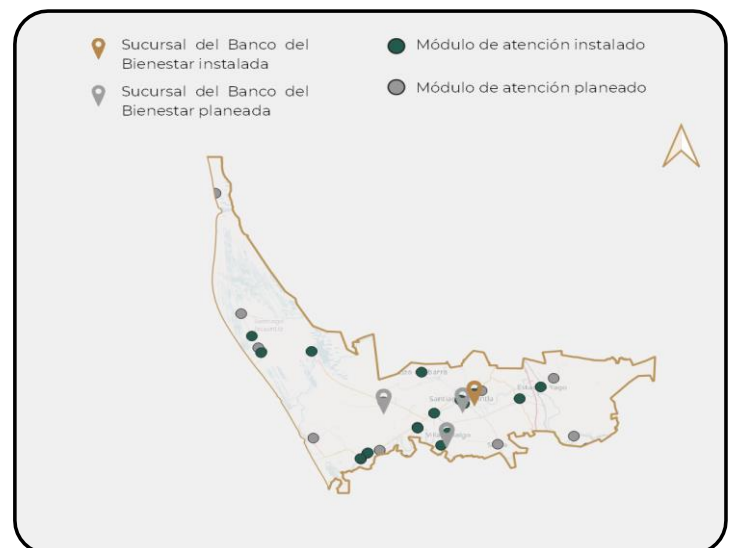 Sucursal del Banco del
Bienestar instalada
Sucursal del Banco del
Bienestar planeada
Módulo de atención instalado
Módulo de atención planeado